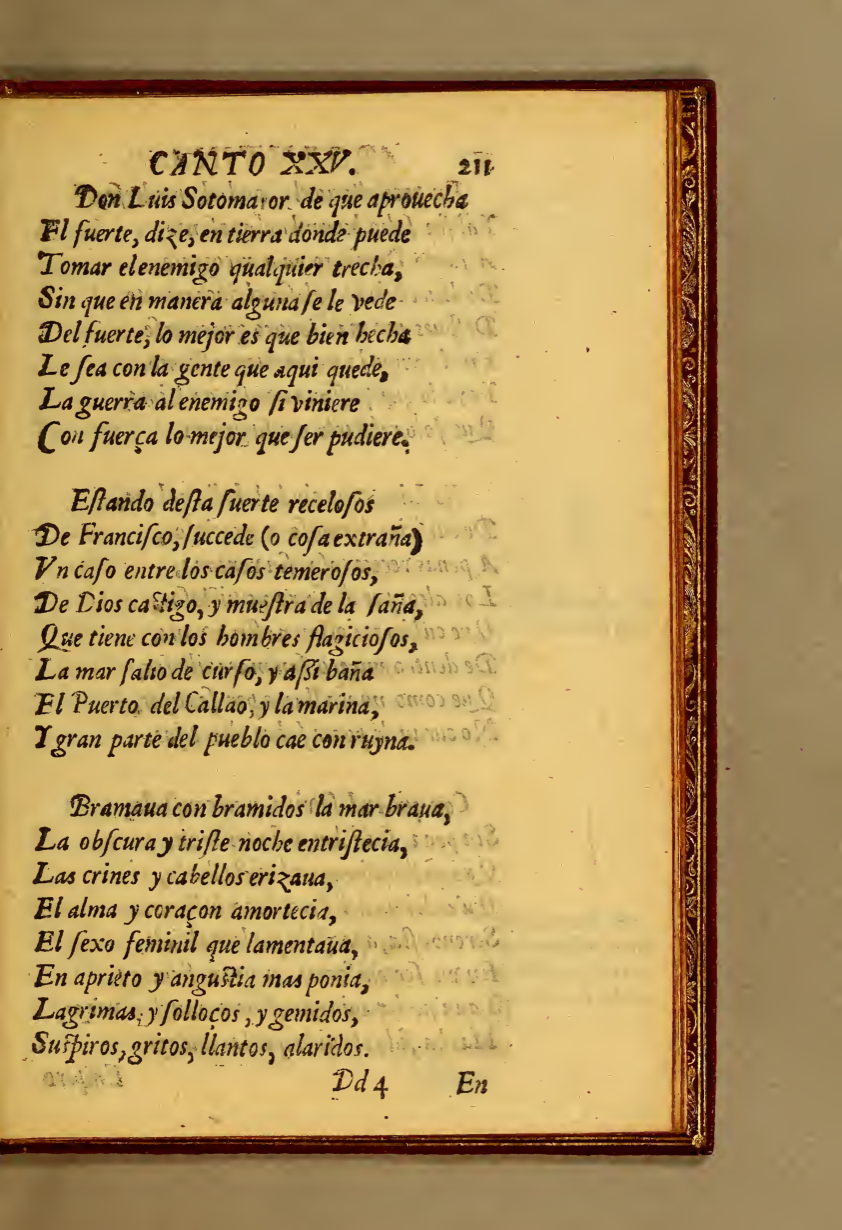 CANTO XXV. 211
Don Luis Sotomaior de que aprouecha
El fuerte, dize, en tierra donde puede
Tomar el enemigo qualquier trecha,
Sin que en manera alguna ſe le vede
Del fuerte, lo mejor es que bien hecha
Le ſea con la gente que aqui quede,
La guerra al enemigo ſi viniere
Con fuerça lo mejor que ſer pudiere.
Eſtando deſta ſuerte receloſos
De Franciſco, ſuccede (o coſa extraña)
Vn caſo entre los caſos temeroſos,
De Dios caſtigo, y mueſtra de la ſaña,
Que tiene con los hombres flagicioſos,
La mar ſalio de curſo, y aſsi baña
El Puerto del Callao, y la marina,
Y gran parte del pueblo cae con ruyna.
Bramaua con bramidos la mar braua,
La obſcura y triſte noche entriſtecia,
Las crines y cabellos erizaua,
El alma y coraçon amortecia,
El ſexo feminil que lamentaua,
En aprieto y anguſtia mas ponia,
Lagrimas, y ſolloços, y gemidos,
Suſpiros, gritos, llantos, alaridos.
Dd 4 En